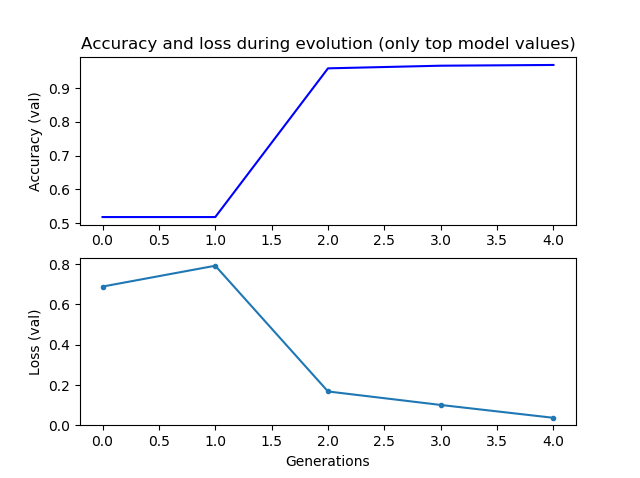 Accuracy and loss during evolution (only top model values)
Accuracy (val)
0.9
0.8
0.7
0.6
0.5
0.0 0.5 1.0 1.5 2.0 2.5 3.0 3.5 4.0
Loss (val)
0.8
0.6
0.4
0.2
0.0
0.0 0.5 1.0 1.5 2.0 2.5 3.0 3.5 4.0
Generations